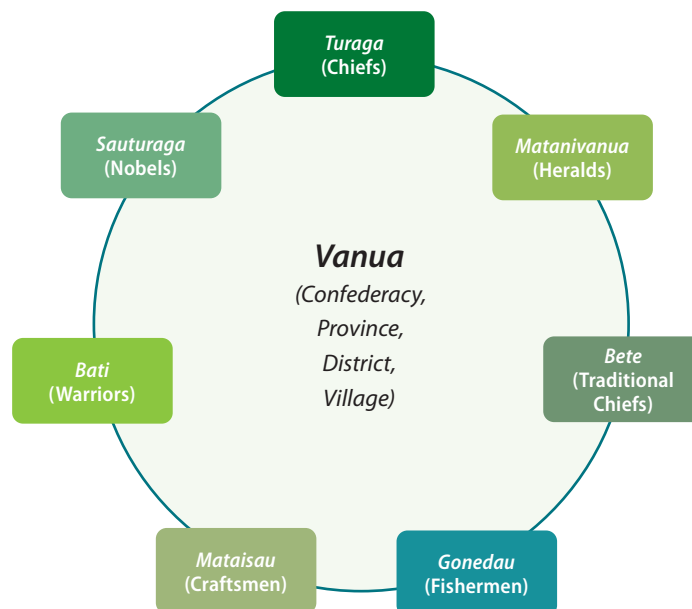 Turaga
(Chiefs)
Sauturaga
(Nobels)
Matanivanua
(Heralds)
Vanua
(Confederacy,
Province,
District,
Village)
Bati
(Warriors)
Bete
(Traditional
Chiefs)
Mataisau
(Craftsmen)
Gonedau
(Fishermen)